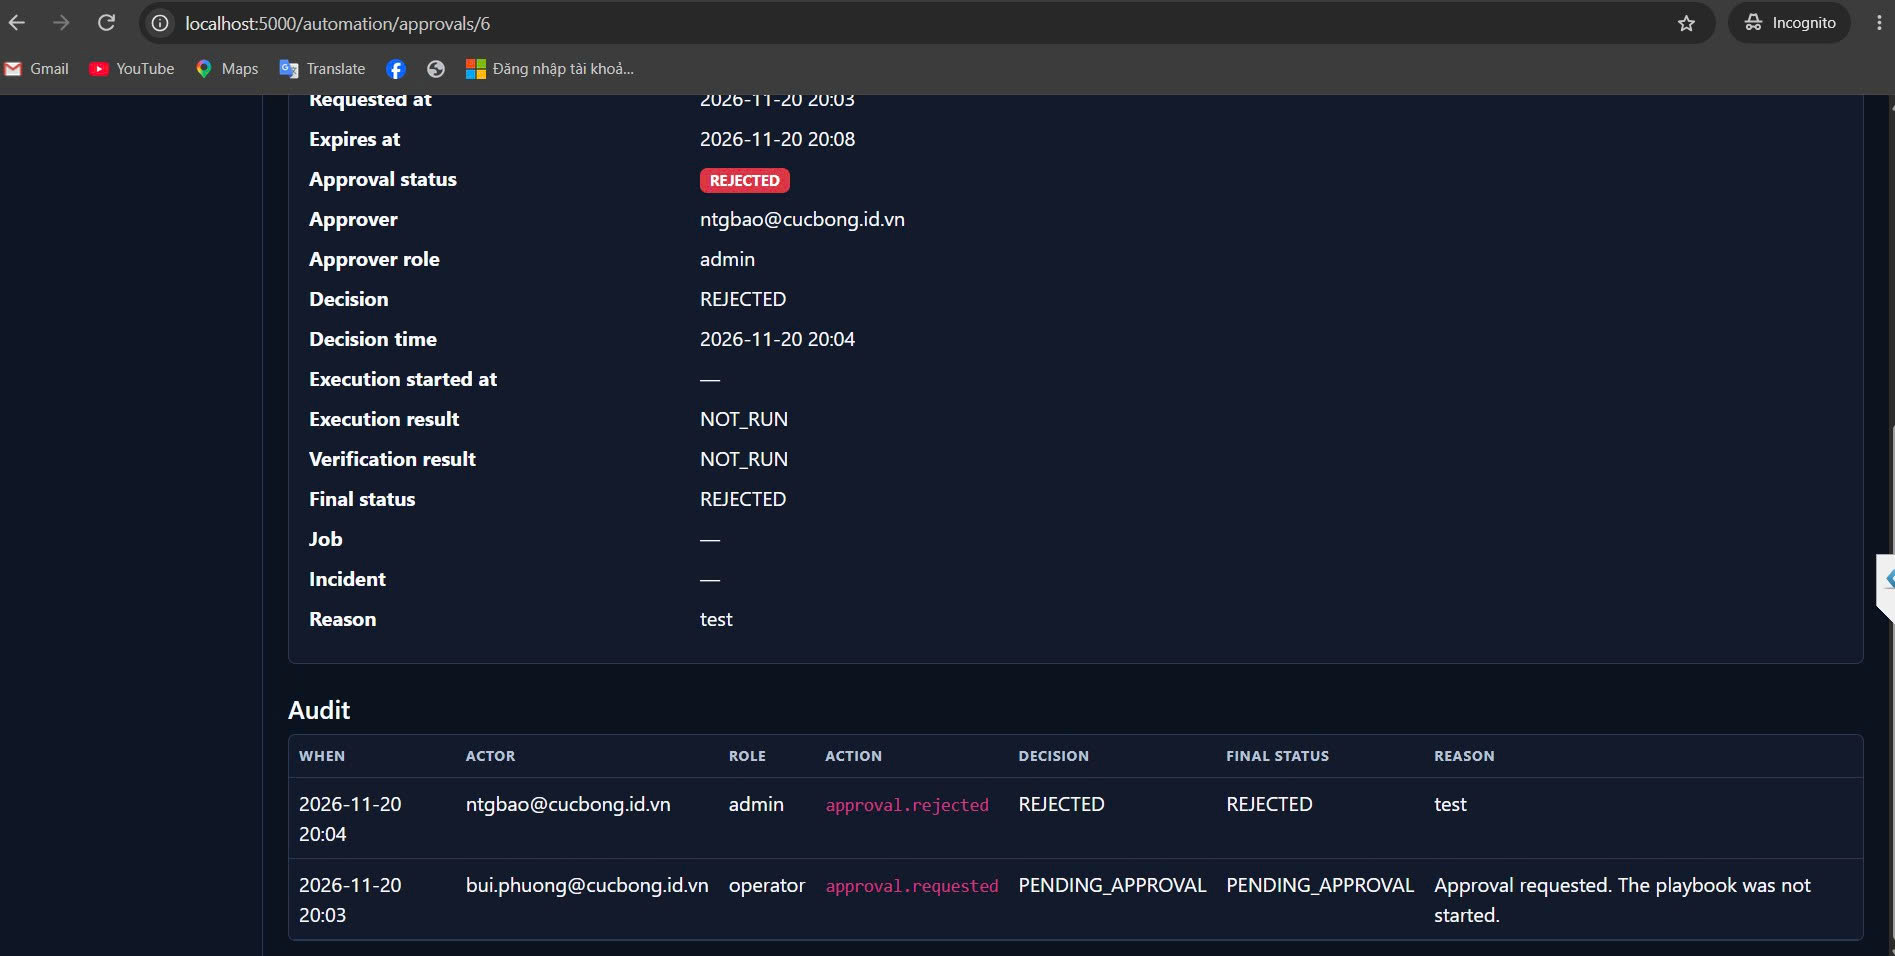 localhost:5000/automation/approvals/6
Incognito
Gmail YouTube Maps Translate Đăng nhập tài khoả...
Requested at 2026-11-20 20:03
Expires at 2026-11-20 20:08
Approval status REJECTED
Approver ntgbao@cucbong.id.vn
Approver role admin
Decision REJECTED
Decision time 2026-11-20 20:04
Execution started at —
Execution result NOT_RUN
Verification result NOT_RUN
Final status REJECTED
Job —
Incident —
Reason test
Audit
WHEN ACTOR ROLE ACTION DECISION FINAL STATUS REASON
2026-11-20 20:04 ntgbao@cucbong.id.vn admin approval.rejected REJECTED REJECTED test
2026-11-20 20:03 bui.phuong@cucbong.id.vn operator approval.requested PENDING_APPROVAL PENDING_APPROVAL Approval requested. The playbook was not started.